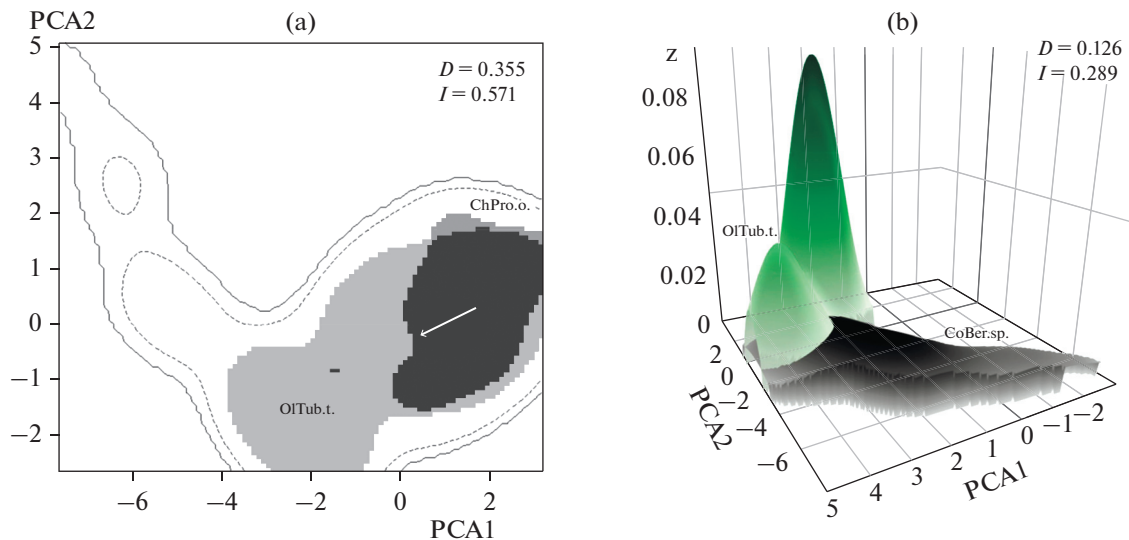 (a)
PCA2
D = 0.355
I = 0.571
5
4
3
2
1
0
−1
−2
ChPro.o.
OlTub.t.
−6
−4
−2
0
2
PCA1
(b)
z
D = 0.126
I = 0.289
0.08
0.06
0.04
0.02
0
OlTub.t.
CoBer.sp.
2
0
−2
−4
−6
PCA2
5
4
3
2
1
0
−1
−2
PCA1